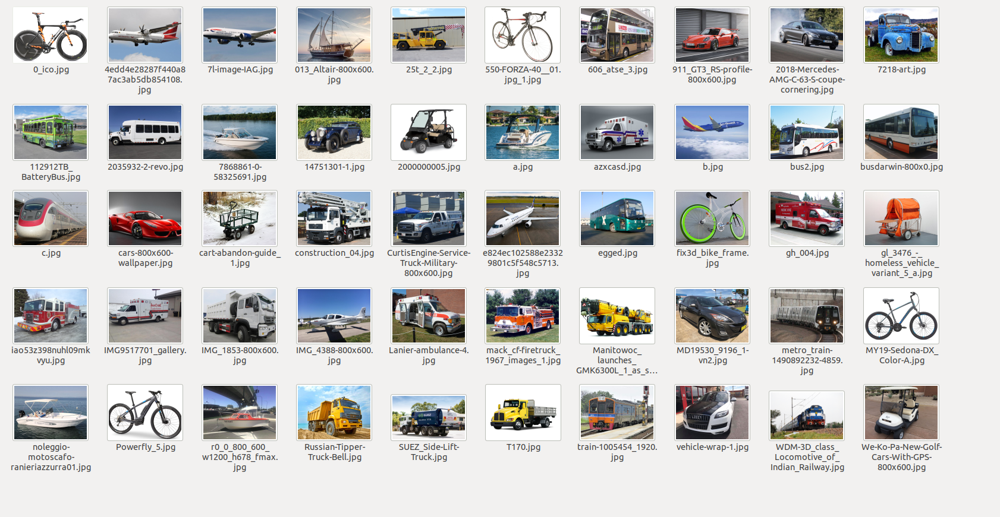 0_ico.jpg
4edd4e28287f440a8
7ac3ab5db854108.
jpg
7l-image-IAG.jpg
013_Altair-800x600.
jpg
25t_2_2.jpg
550-FORZA-40__01.
jpg_1.jpg
606_atse_3.jpg
911_GT3_RS-profile-
800x600.jpg
2018-Mercedes-
AMG-C-63-S-coupe-
cornering.jpg
7218-art.jpg
112912TB_
BatteryBus.jpg
2035932-2-revo.jpg
7868861-0-
58325691.jpg
14751301-1.jpg
2000000005.jpg
a.jpg
azxcasd.jpg
b.jpg
bus2.jpg
busdarwin-800x0.jpg
c.jpg
cars-800x600-
wallpaper.jpg
cart-abandon-guide_
1.jpg
construction_04.jpg
CurtisEngine-Service-
Truck-Military-
800x600.jpg
e824ec102588e2332
9801c5f548c5713.
jpg
egged.jpg
fix3d_bike_frame.
jpg
gh_004.jpg
gl_3476_-_
homeless_vehicle_
variant_5_a.jpg
iao53z398nuhl09mk
vyu.jpg
IMG9517701_gallery.
jpg
IMG_1853-800x600.
jpg
IMG_4388-800x600.
jpg
Lanier-ambulance-4.
jpg
mack_cf-firetruck_
1967_images_1.jpg
Manitowoc_
launches_
GMK6300L_1_as_s...
MD19530_9196_1-
vn2.jpg
metro_train-
1490892232-4859.
jpg
MY19-Sedona-DX_
Color-A.jpg
noleggio-
motoscafo-
ranieriazzurra01.jpg
Powerfly_5.jpg
r0_0_800_600_
w1200_h678_fmax.
jpg
Russian-Tipper-
Truck-Bell.jpg
SUEZ_Side-Lift-
Truck.jpg
T170.jpg
train-1005454_1920.
jpg
vehicle-wrap-1.jpg
WDM-3D_class_
Locomotive_of_
Indian_Railway.jpg
We-Ko-Pa-New-Golf-
Cars-With-GPS-
800x600.jpg